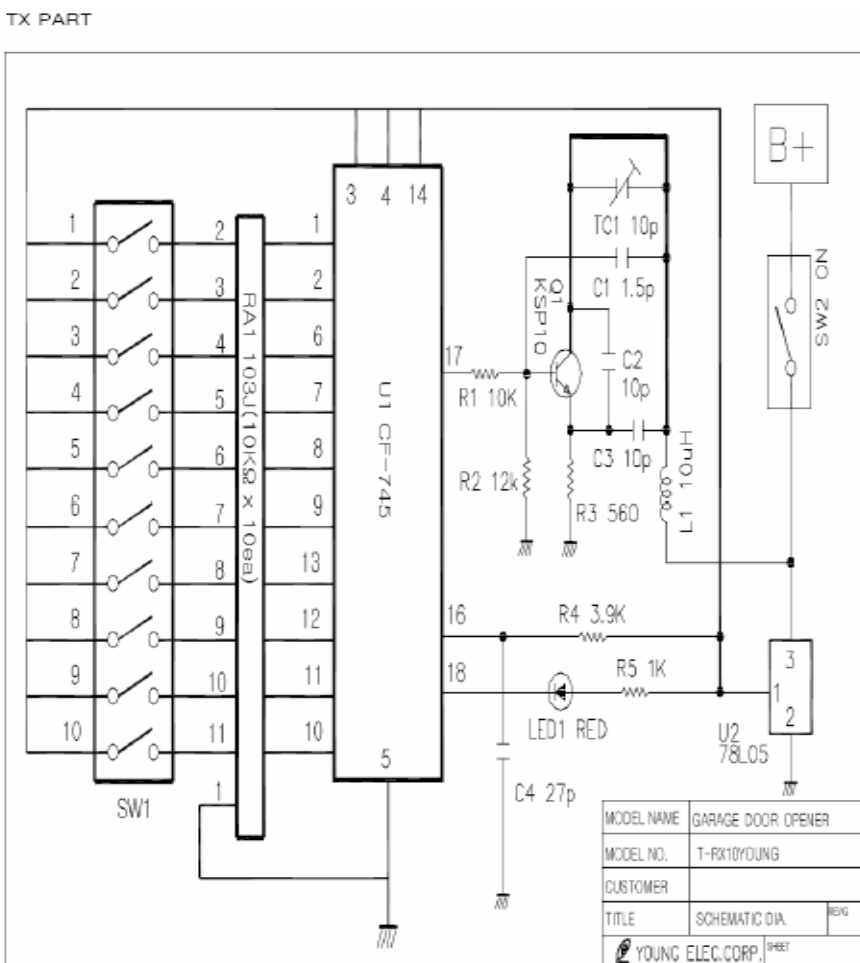 TX PART
B+
3 4 14
TC1 10p
C1 1.5p
Q1
KSP10
C2
10p
C3 10p
SW2 ON
1 2 1
2 3 2
3 4 6
4 5 7
5 6 8
6 7 9
7 8 13
8 9 12
9 10 11
10 11 10
1
5
RA1 103J(10KΩ x 10ea)
U1 CF-745
17
R1 10K
R2 12k
R3 560
L1 10nH
16
R4 3.9K
18
R5 1K
LED1 RED
C4 27p
3
1
2
U2
78L05
SW1
MODEL NAME GARAGE DOOR OPENER
MODEL NO. T-RX10YOUNG
CUSTOMER
TITLE SCHEMATIC DIA.
YOUNG ELEC.CORP. SHEET